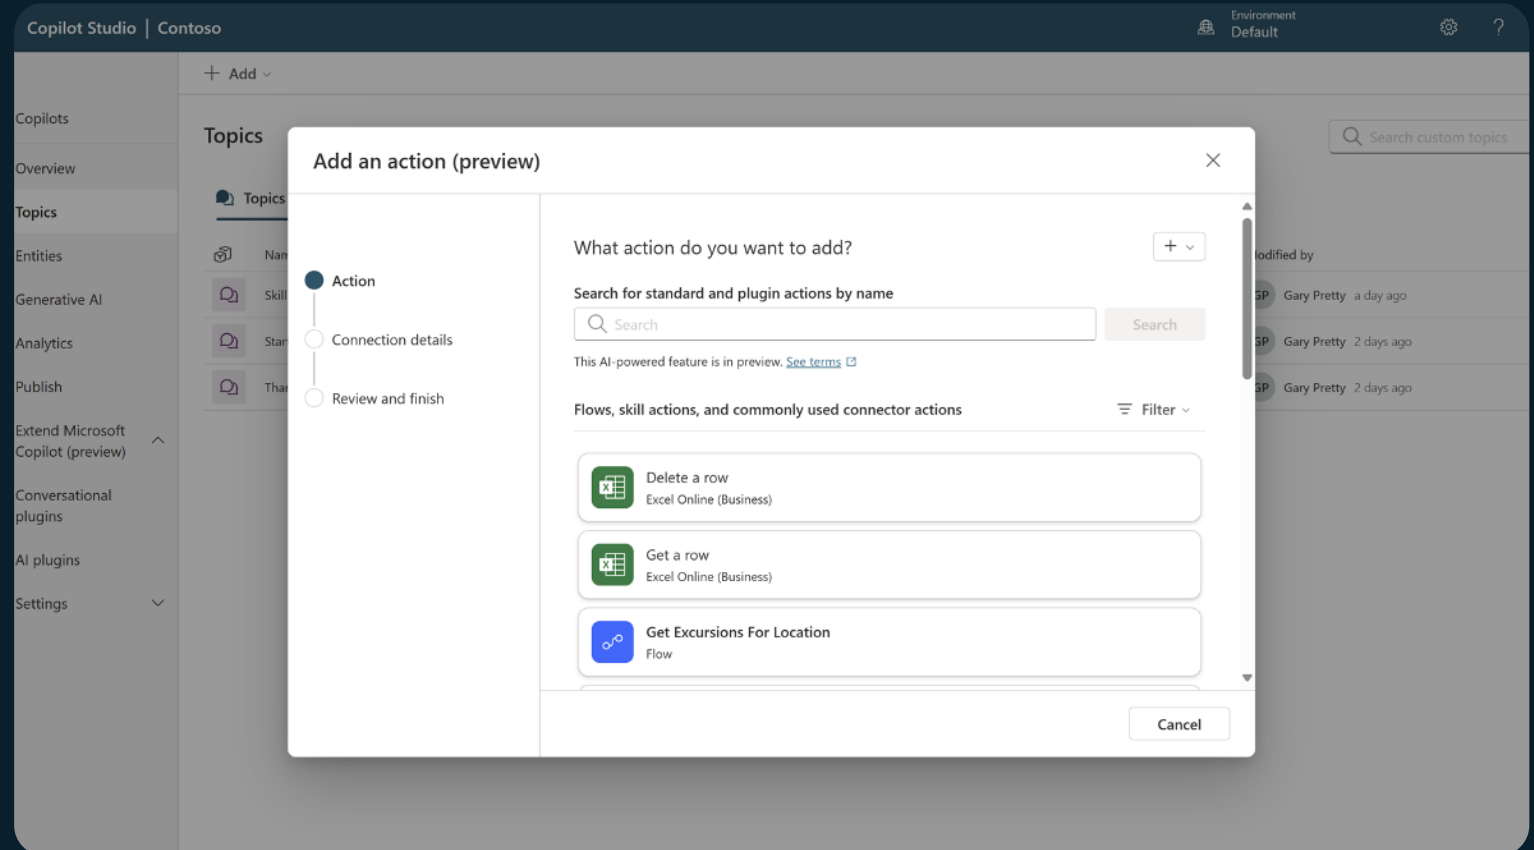 Copilot Studio | Contoso
Environment
Default
?
Add
Copilots
Overview
Topics
Entities
Generative AI
Analytics
Publish
Extend Microsoft
Copilot (preview)
Conversational
plugins
AI plugins
Settings
Topics
Search custom topics
Topics
Modified by
GP Gary Pretty a day ago
GP Gary Pretty 2 days ago
GP Gary Pretty 2 days ago
Add an action (preview)
Action
Connection details
Review and finish
What action do you want to add?
Search for standard and plugin actions by name
Search
Search
This AI-powered feature is in preview. See terms
Flows, skill actions, and commonly used connector actions
Filter
Delete a row
Excel Online (Business)
Get a row
Excel Online (Business)
Get Excursions For Location
Flow
Cancel